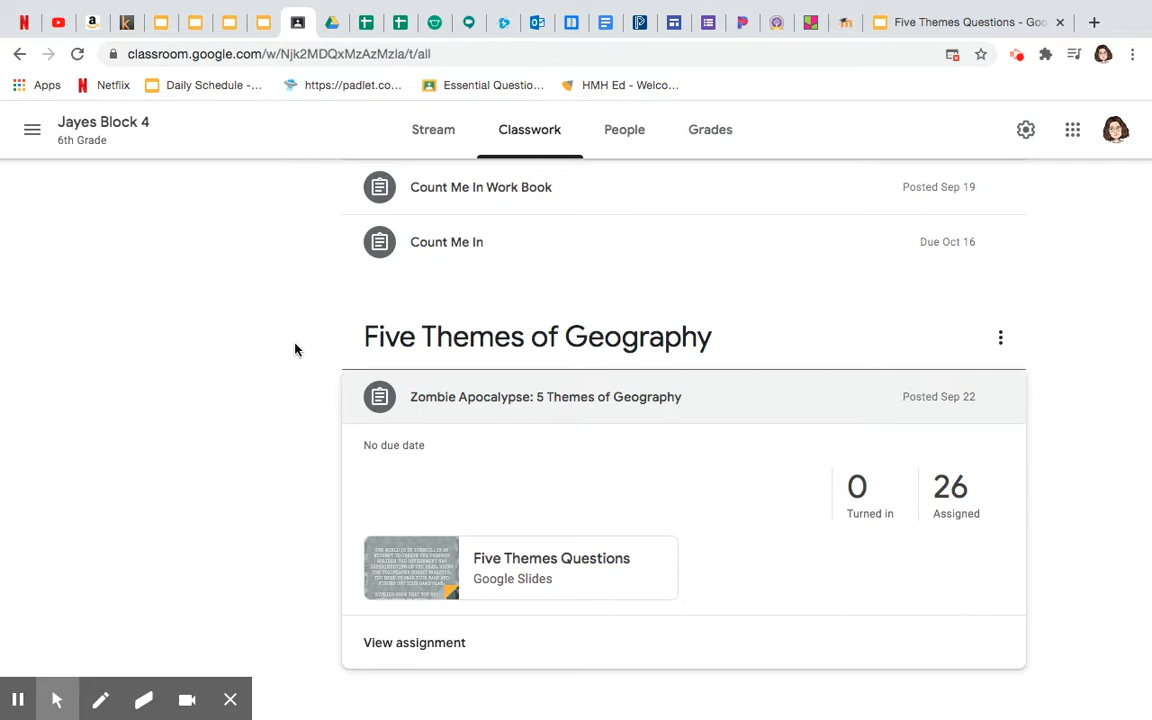 Five Themes Questions - Goo
classroom.google.com/w/Njk2MDQxMzAzMzla/t/all
Apps
Netflix
Daily Schedule -...
https://padlet.co...
Essential Questio...
HMH Ed - Welco...
Jayes Block 4
6th Grade
Stream
Classwork
People
Grades
Count Me In Work Book
Posted Sep 19
Count Me In
Due Oct 16
Five Themes of Geography
Zombie Apocalypse: 5 Themes of Geography
Posted Sep 22
No due date
0
Turned in
26
Assigned
Five Themes Questions
Google Slides
View assignment